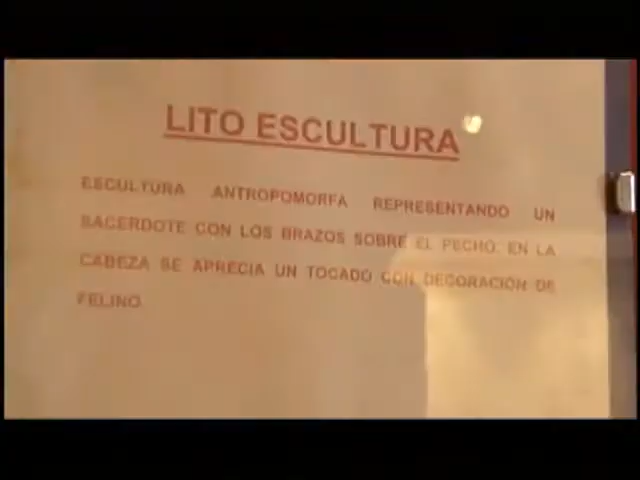 LITO ESCULTURA
ESCULTURA ANTROPOMORFA REPRESENTANDO UN
SACERDOTE CON LOS BRAZOS SOBRE EL PECHO. EN LA
CABEZA SE APRECIA UN TOCADO CON DECORACIÓN DE
FELINO.